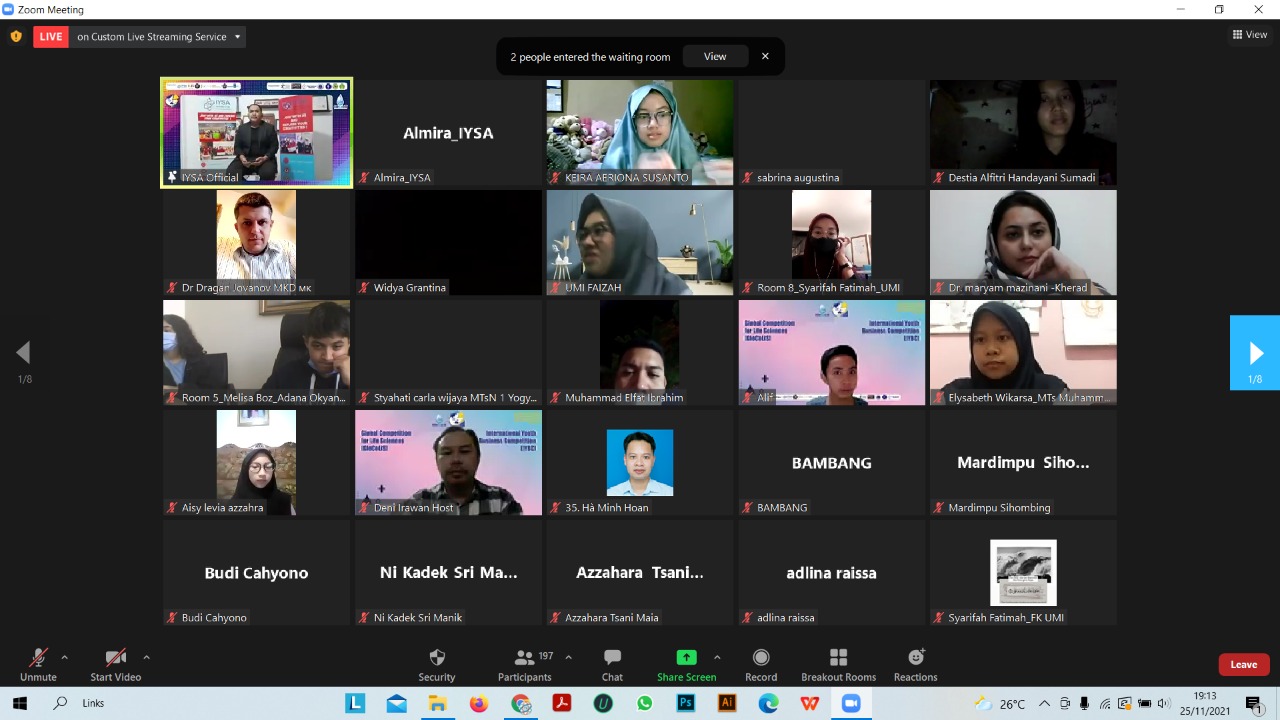 Zoom Meeting
LIVE
on Custom Live Streaming Service
2 people entered the waiting room
View
View
IYSA
IYSA Official
Almira_IYSA
Almira_IYSA
KEIRA AERIONA SUSANTO
sabrina augustina
Destia Alfitri Handayani Sumadi
Dr Dragan Jovanov MKD мк
Widya Grantina
UMI FAIZAH
Room 8_Syarifah Fatimah_UMI
Dr. maryam mazinani -Kherad
1/8
Room 5_Melisa Boz_Adana Okyan...
Styahati carla wijaya MTsN 1 Yogy...
Muhammad Elfat Ibrahim
Global Competition
for Life Sciences
(GloCoLiS)
International Youth
Business Competition
(IYBC)
Alif
Elysabeth Wikarsa_MTs Muhamm...
1/8
Aisy levia azzahra
Global Competition
for Life Sciences
(GloCoLiS)
International Youth
Business Competition
(IYBC)
Deni Irawan Host
35. Hà Minh Hoan
BAMBANG
BAMBANG
Mardimpu Siho...
Mardimpu Sihombing
Budi Cahyono
Budi Cahyono
Ni Kadek Sri Ma...
Ni Kadek Sri Manik
Azzahara Tsani...
Azzahara Tsani Maia
adlina raissa
adlina raissa
Syarifah Fatimah_FK UMI
Unmute
Start Video
Security
197
Participants
Chat
Share Screen
Record
Breakout Rooms
Reactions
Leave
Links
L
Ps
Ai
26°C
19:13
25/11/2021
1